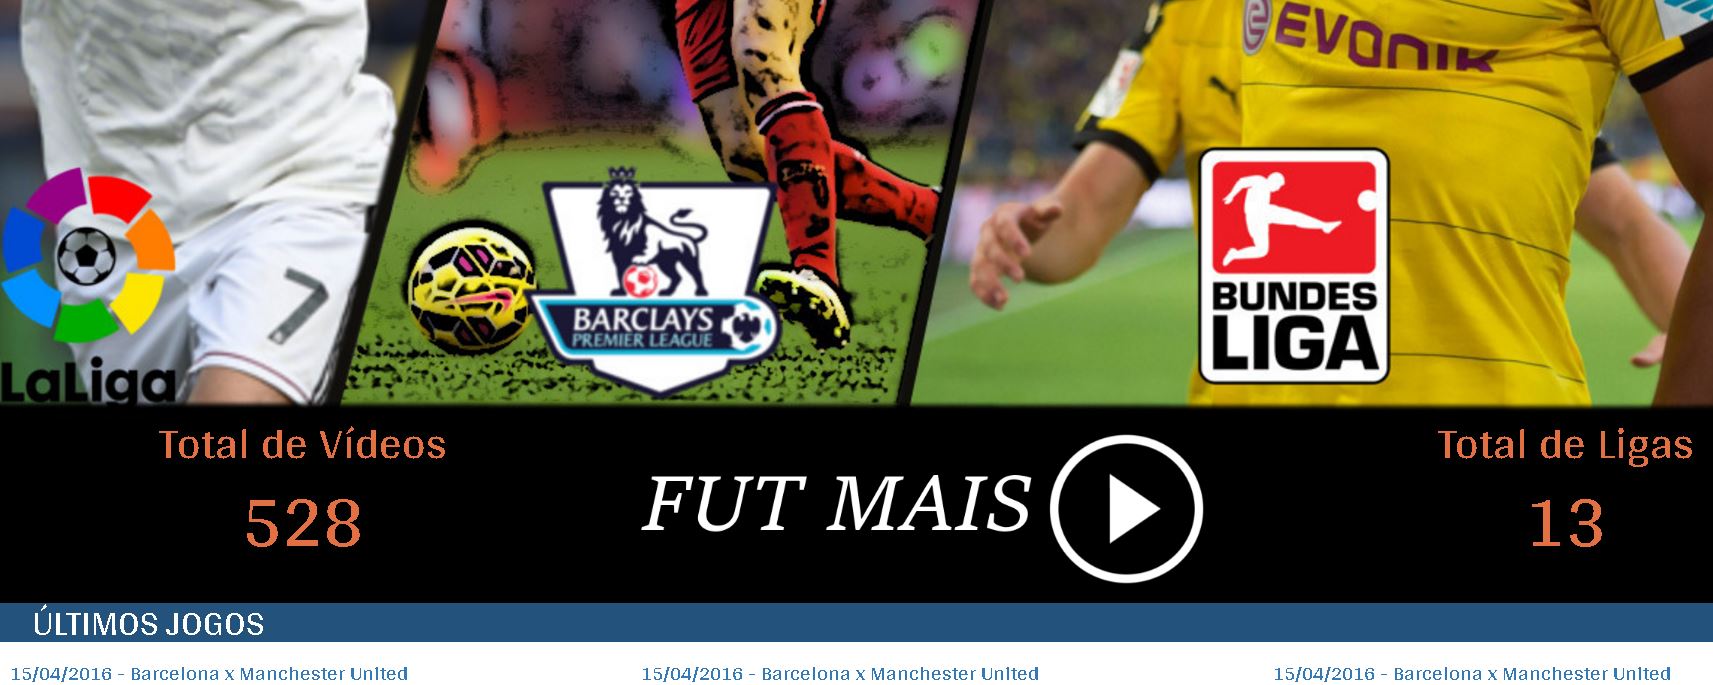 EVONIK
7
LaLiga
BARCLAYS
PREMIER LEAGUE
BUNDES
LIGA
Total de Vídeos
528
FUT MAIS
Total de Ligas
13
ÚLTIMOS JOGOS
15/04/2016 - Barcelona x Manchester United
15/04/2016 - Barcelona x Manchester United
15/04/2016 - Barcelona x Manchester United